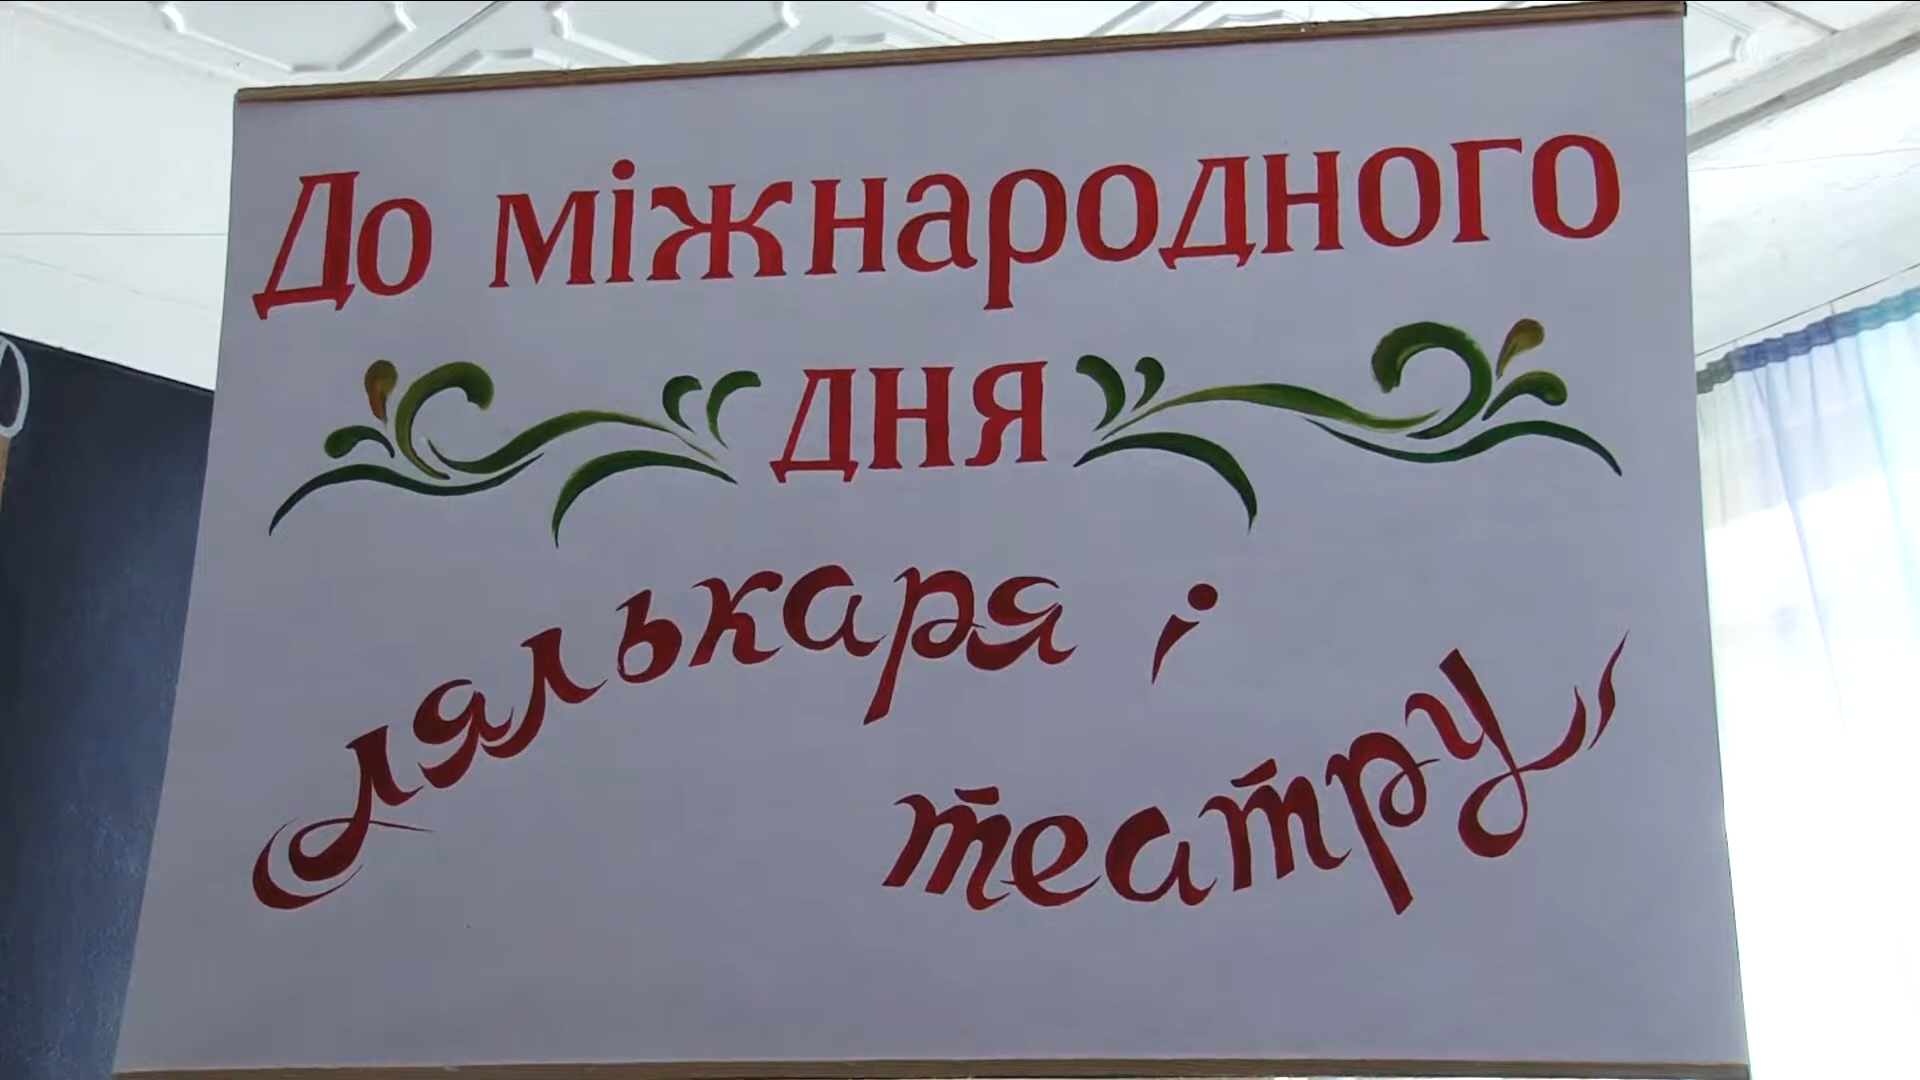 До міжнародного
дня
лялькаря і
театру